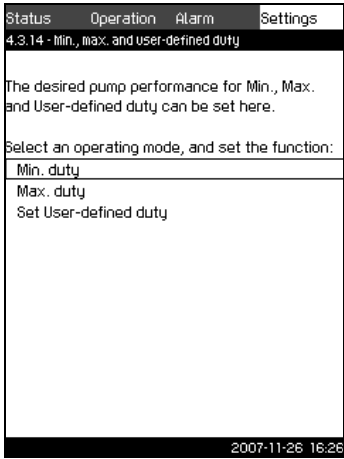 Status Operation Alarm Settings
4.3.14 - Min., max. and user-defined duty
The desired pump performance for Min., Max.
and User-defined duty can be set here.
Select an operating mode, and set the function:
Min. duty
Max. duty
Set User-defined duty
2007-11-26 16:26